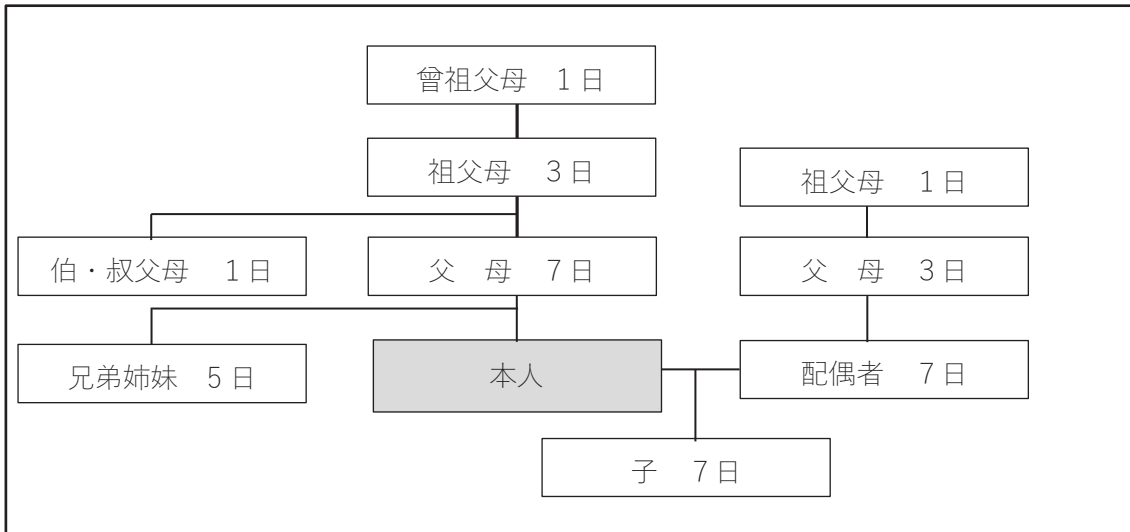 曾祖父母　1日
祖父母　3日
祖父母　1日
伯・叔父母　1日
父　母　7日
父　母　3日
兄弟姉妹　5日
本人
配偶者　7日
子　7日